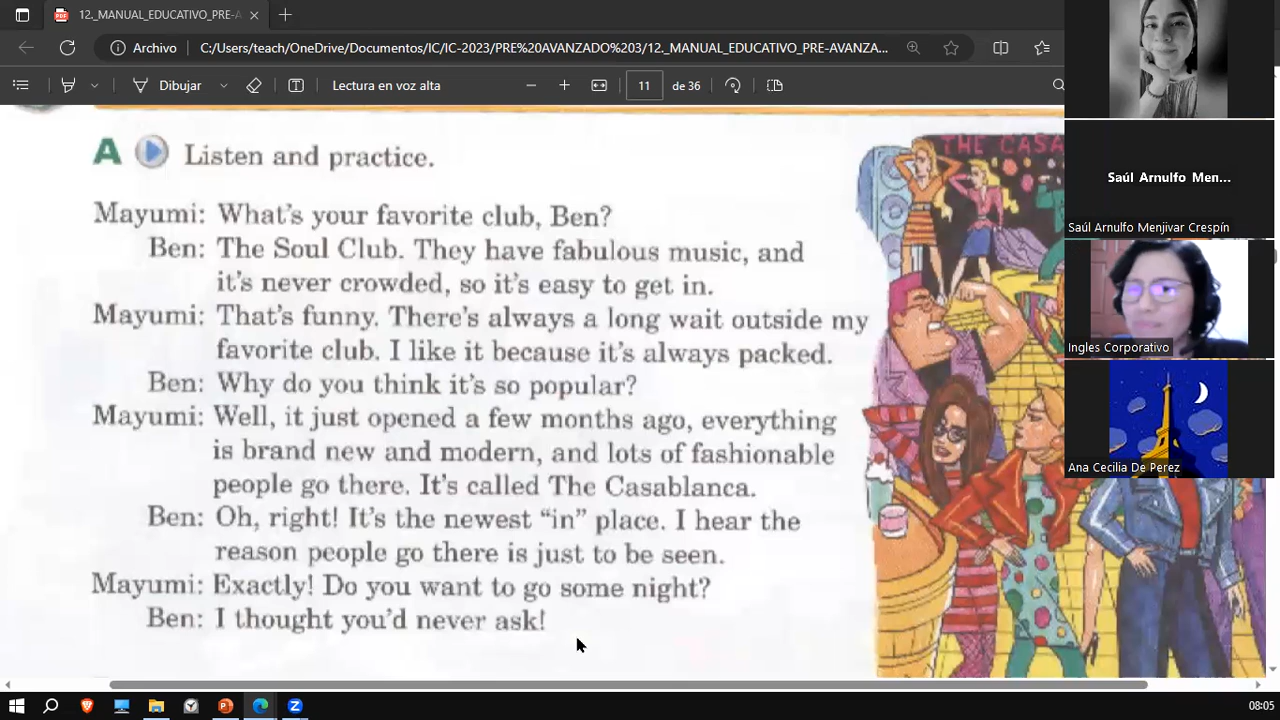 12._MANUAL_EDUCATIVO_PRE-A
Archivo C:/Users/teach/OneDrive/Documentos/IC/IC-2023/PRE%20AVANZADO%203/12._MANUAL_EDUCATIVO_PRE-AVANZA...
Dibujar Lectura en voz alta 11 de 36
A Listen and practice.
Mayumi: What's your favorite club, Ben?
Ben: The Soul Club. They have fabulous music, and
it's never crowded, so it's easy to get in.
Mayumi: That's funny. There's always a long wait outside my
favorite club. I like it because it's always packed.
Ben: Why do you think it's so popular?
Mayumi: Well, it just opened a few months ago, everything
is brand new and modern, and lots of fashionable
people go there. It's called The Casablanca.
Ben: Oh, right! It's the newest “in” place. I hear the
reason people go there is just to be seen.
Mayumi: Exactly! Do you want to go some night?
Ben: I thought you'd never ask!
THE CASA
Saúl Arnulfo Men...
Saúl Arnulfo Menjivar Crespín
Ingles Corporativo
Ana Cecilia De Perez
08:05